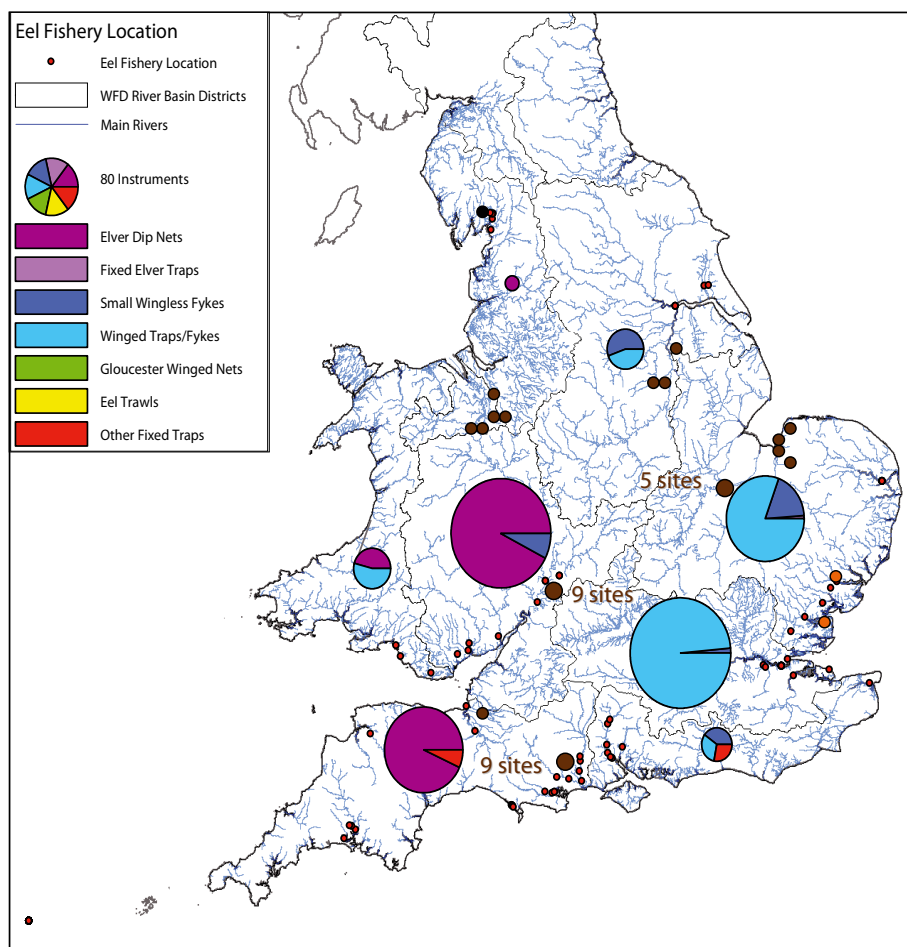 Eel Fishery Location
Eel Fishery Location
WFD River Basin Districts
Main Rivers
80 Instruments
Elver Dip Nets
Fixed Elver Traps
Small Wingless Fykes
Winged Traps/Fykes
Gloucester Winged Nets
Eel Trawls
Other Fixed Traps
5 sites
9 sites
9 sites